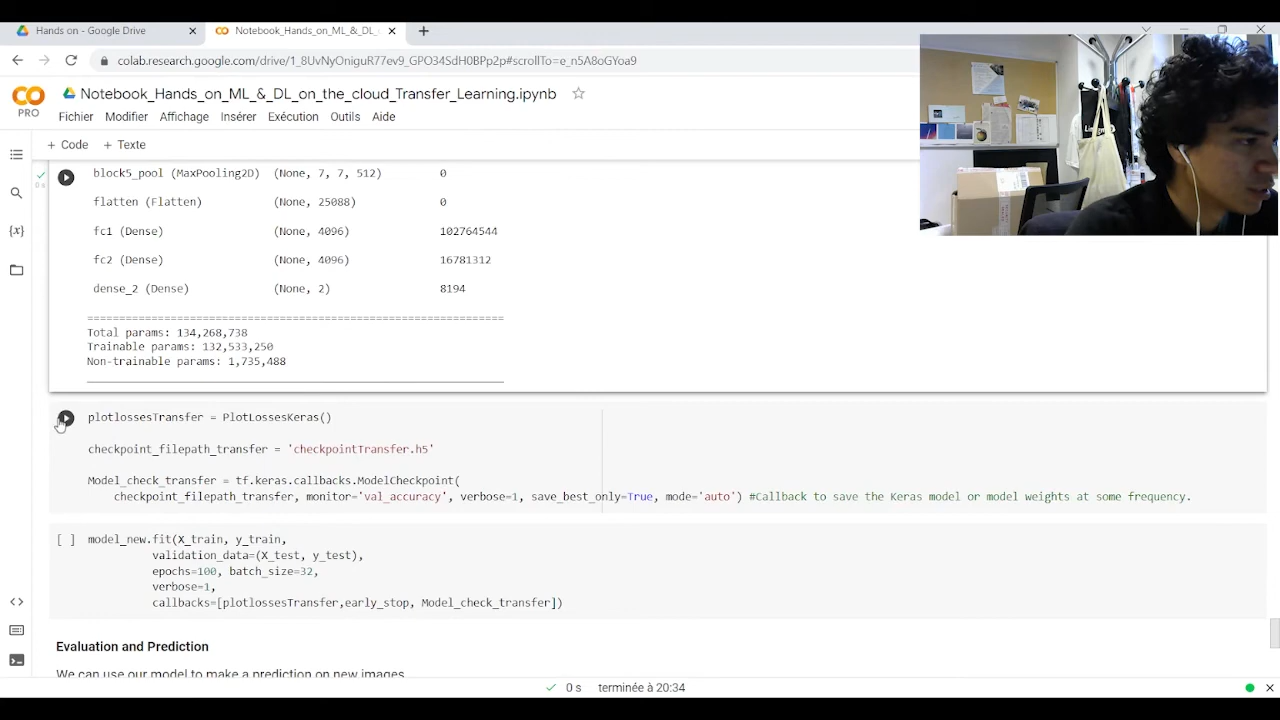 Hands on - Google Drive
Notebook_Hands_on_ML_&_DL_
colab.research.google.com/drive/1_8UvNyOniguR77ev9_GPO34SdH0BPp2p#scrollTo=e_n5A8oGYoa9
Notebook_Hands_on_ML_&_DL_on_the_cloud_Transfer_Learning.ipynb
PRO
Fichier Modifier Affichage Insérer Exécution Outils Aide
+ Code + Texte
block5_pool (MaxPooling2D) (None, 7, 7, 512) 0
0 s
flatten (Flatten) (None, 25088) 0
fc1 (Dense) (None, 4096) 102764544
fc2 (Dense) (None, 4096) 16781312
dense_2 (Dense) (None, 2) 8194
=================================================================
Total params: 134,268,738
Trainable params: 132,533,250
Non-trainable params: 1,735,488
plotlossesTransfer = PlotLossesKeras()
checkpoint_filepath_transfer = 'checkpointTransfer.h5'
Model_check_transfer = tf.keras.callbacks.ModelCheckpoint(
checkpoint_filepath_transfer, monitor='val_accuracy', verbose=1, save_best_only=True, mode='auto') #Callback to save the Keras model or model weights at some frequency.
[ ] model_new.fit(X_train, y_train,
validation_data=(X_test, y_test),
epochs=100, batch_size=32,
verbose=1,
callbacks=[plotlossesTransfer,early_stop, Model_check_transfer])
Evaluation and Prediction
We can use our model to make a prediction on new images
0 s terminée à 20:34